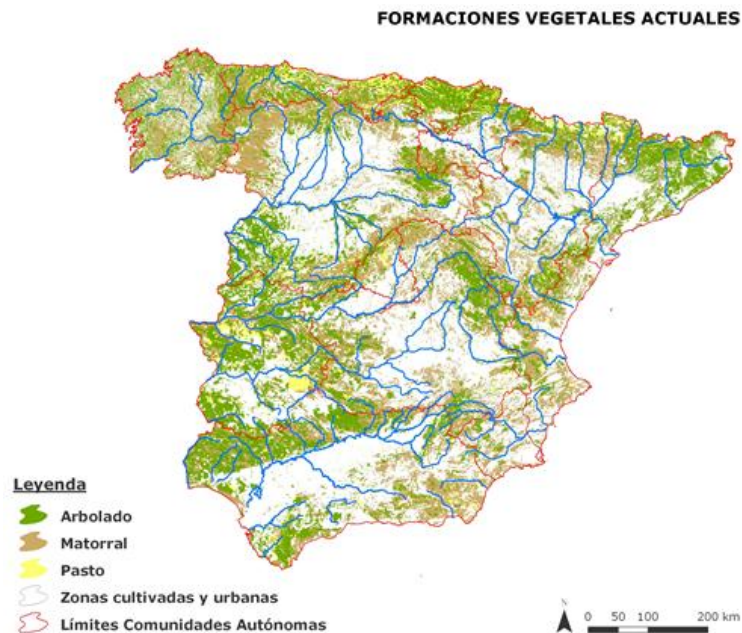 FORMACIONES VEGETALES ACTUALES
Leyenda
Arbolado
Matorral
Pasto
Zonas cultivadas y urbanas
Límites Comunidades Autónomas
N
0 50 100 200 km